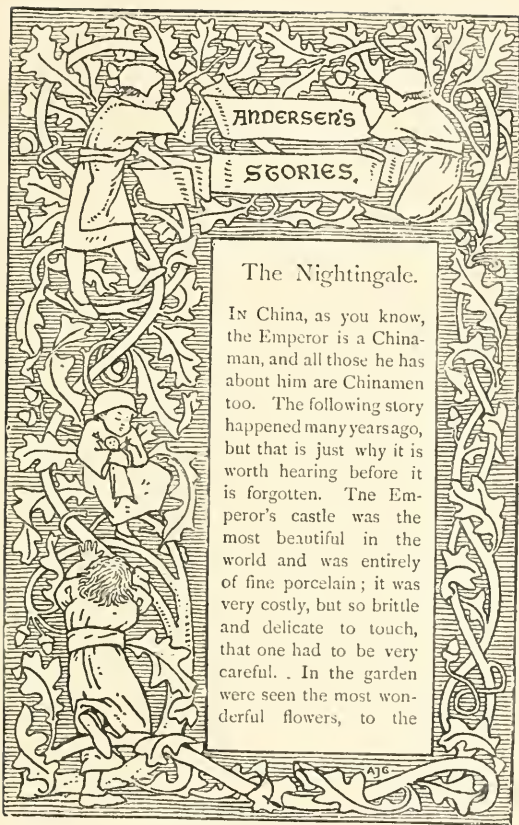 ANDERSEN'S
STORIES.
The Nightingale.
IN China, as you know,
the Emperor is a China-
man, and all those he has
about him are Chinamen
too. The following story
happened many years ago,
but that is just why it is
worth hearing before it
is forgotten. The Em-
peror's castle was the
most beautiful in the
world and was entirely
of fine porcelain ; it was
very costly, but so brittle
and delicate to touch,
that one had to be very
careful. . In the garden
were seen the most won-
derful flowers, to the
AJG